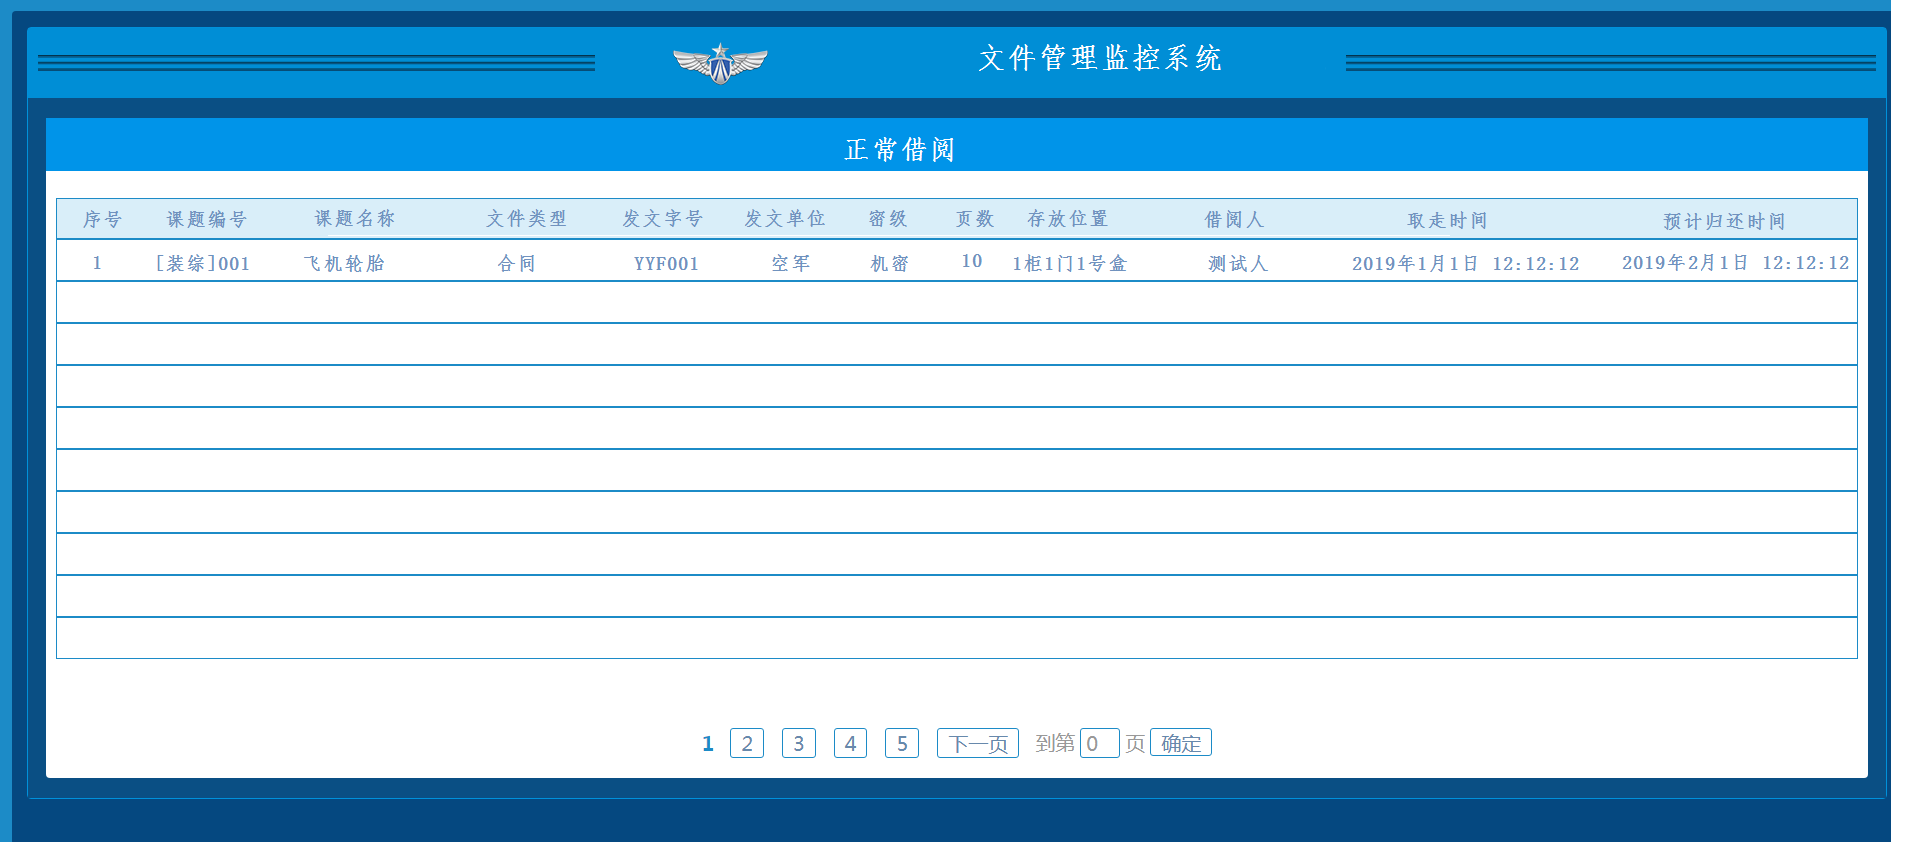 文件管理监控系统
正常借阅
序号 课题编号 课题名称 文件类型 发文字号 发文单位 密级 页数 存放位置 借阅人 取走时间 预计归还时间
1 [装综]001 飞机轮胎 合同 YYF001 空军 机密 10 1柜1门1号盒 测试人 2019年1月1日 12:12:12 2019年2月1日 12:12:12
1 2 3 4 5 下一页 到第 0 页 确定